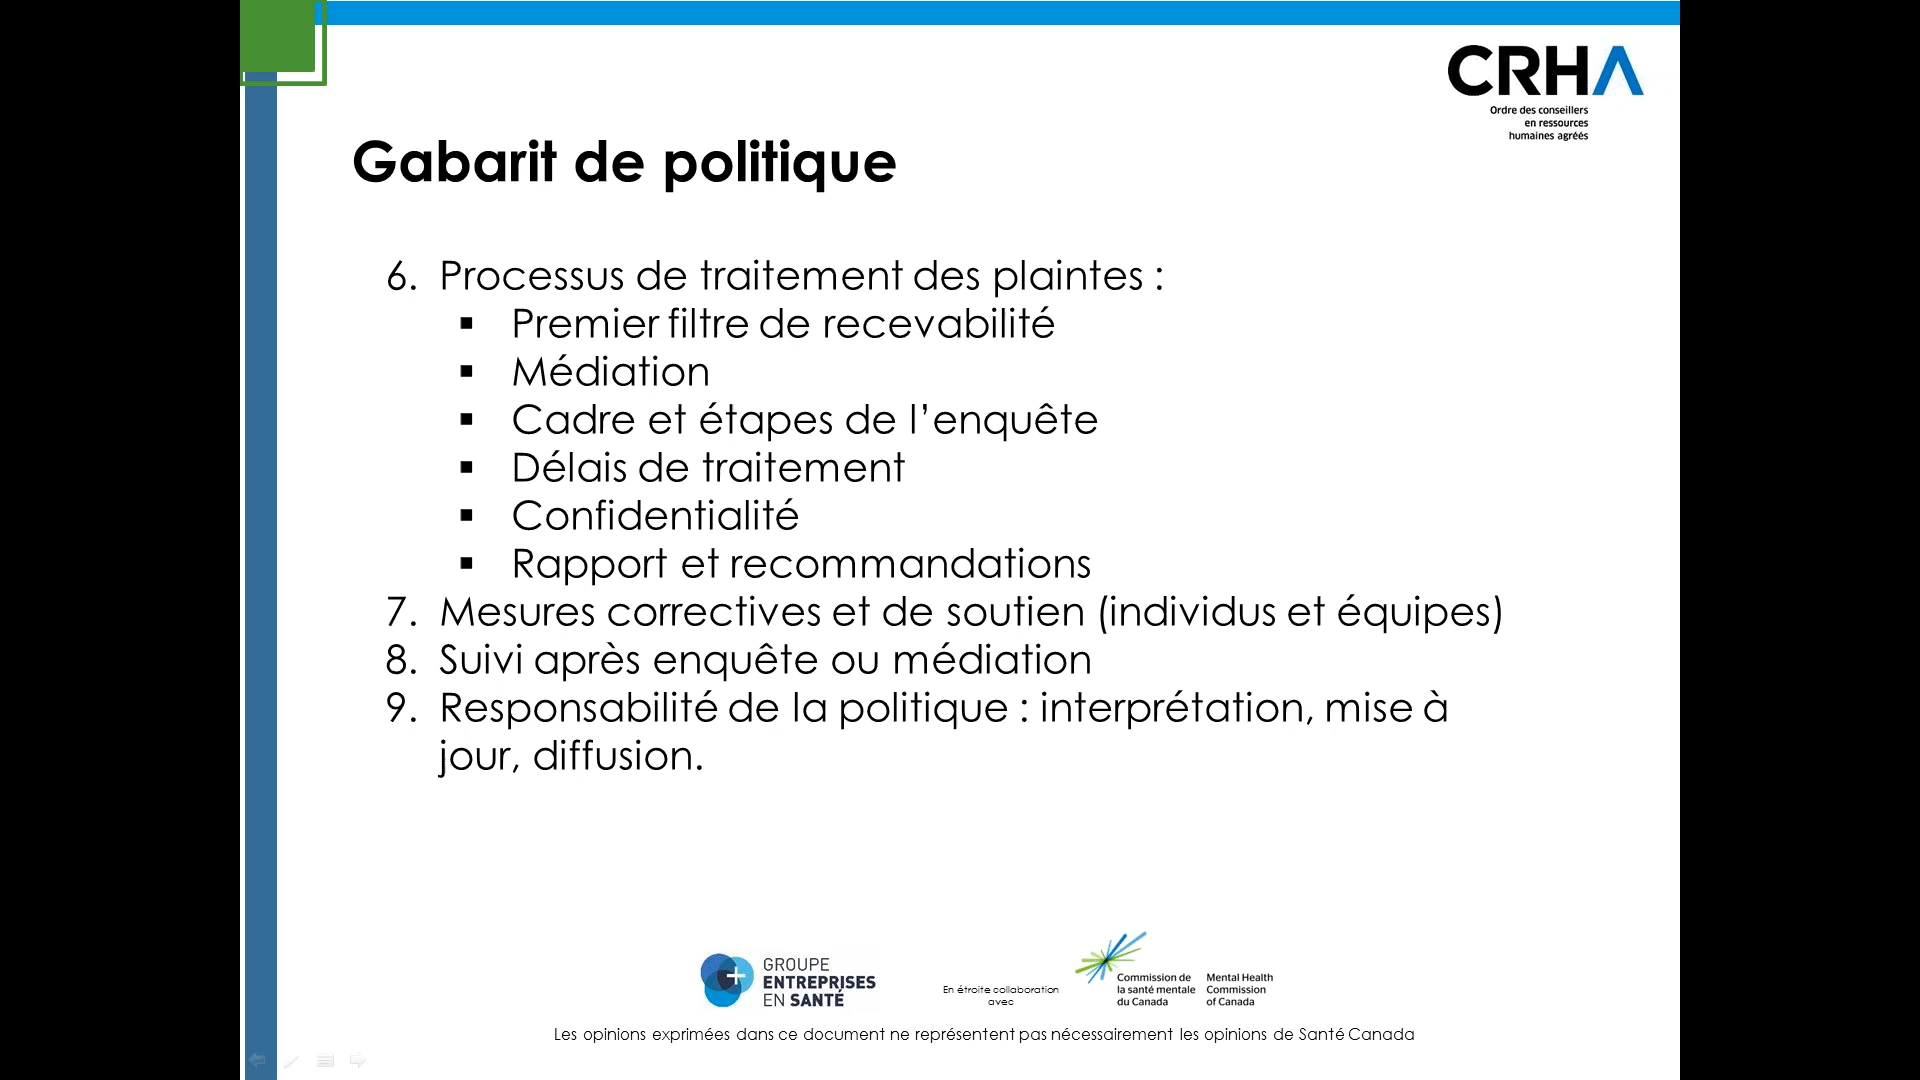 CRHA
Ordre des conseillers
en ressources
humaines agréés
Gabarit de politique
6. Processus de traitement des plaintes :
▪ Premier filtre de recevabilité
▪ Médiation
▪ Cadre et étapes de l’enquête
▪ Délais de traitement
▪ Confidentialité
▪ Rapport et recommandations
7. Mesures correctives et de soutien (individus et équipes)
8. Suivi après enquête ou médiation
9. Responsabilité de la politique : interprétation, mise à
jour, diffusion.
GROUPE
ENTREPRISES
EN SANTÉ
En étroite collaboration
avec
Commission de
la santé mentale
du Canada
Mental Health
Commission
of Canada
Les opinions exprimées dans ce document ne représentent pas nécessairement les opinions de Santé Canada